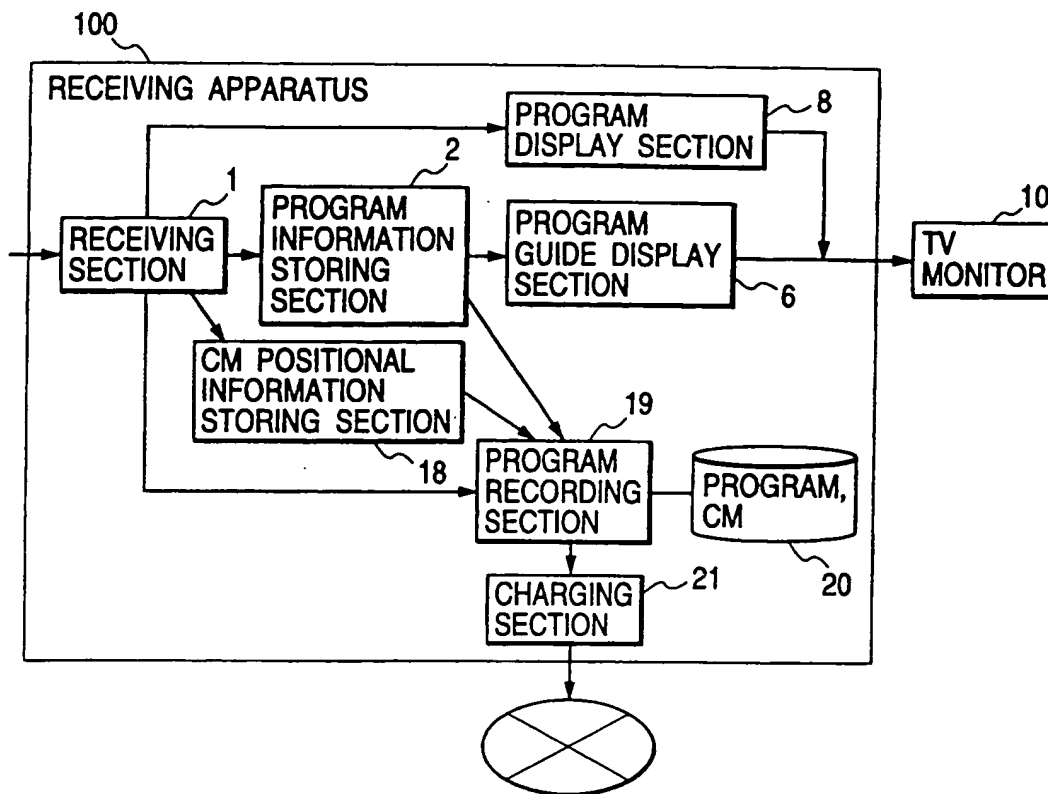 100
RECEIVING APPARATUS
8
PROGRAM
DISPLAY SECTION
2
1
PROGRAM
INFORMATION
STORING
SECTION
RECEIVING
SECTION
PROGRAM
GUIDE DISPLAY
SECTION
6
10
TV
MONITOR
CM POSITIONAL
INFORMATION
STORING SECTION
18
19
PROGRAM
RECORDING
SECTION
PROGRAM,
CM
20
21
CHARGING
SECTION